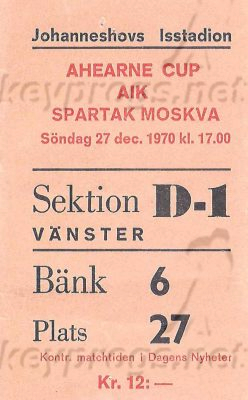 Johanneshovs Isstadion
AHEARNE CUP
AIK
SPARTAK MOSKVA
Söndag 27 dec. 1970 kl. 17.00
Sektion D-1
VÄNSTER
Bänk 6
Plats 27
Kontr. matchtiden i Dagens Nyheter
Kr. 12:—